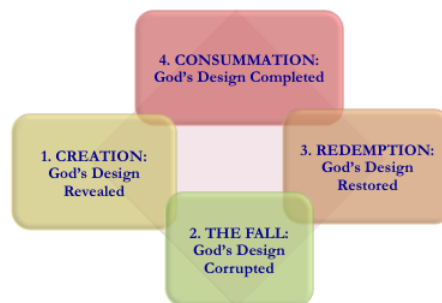 4. CONSUMMATION:
God's Design Completed
1. CREATION:
God's Design
Revealed
3. REDEMPTION:
God's Design
Restored
2. THE FALL:
God's Design
Corrupted